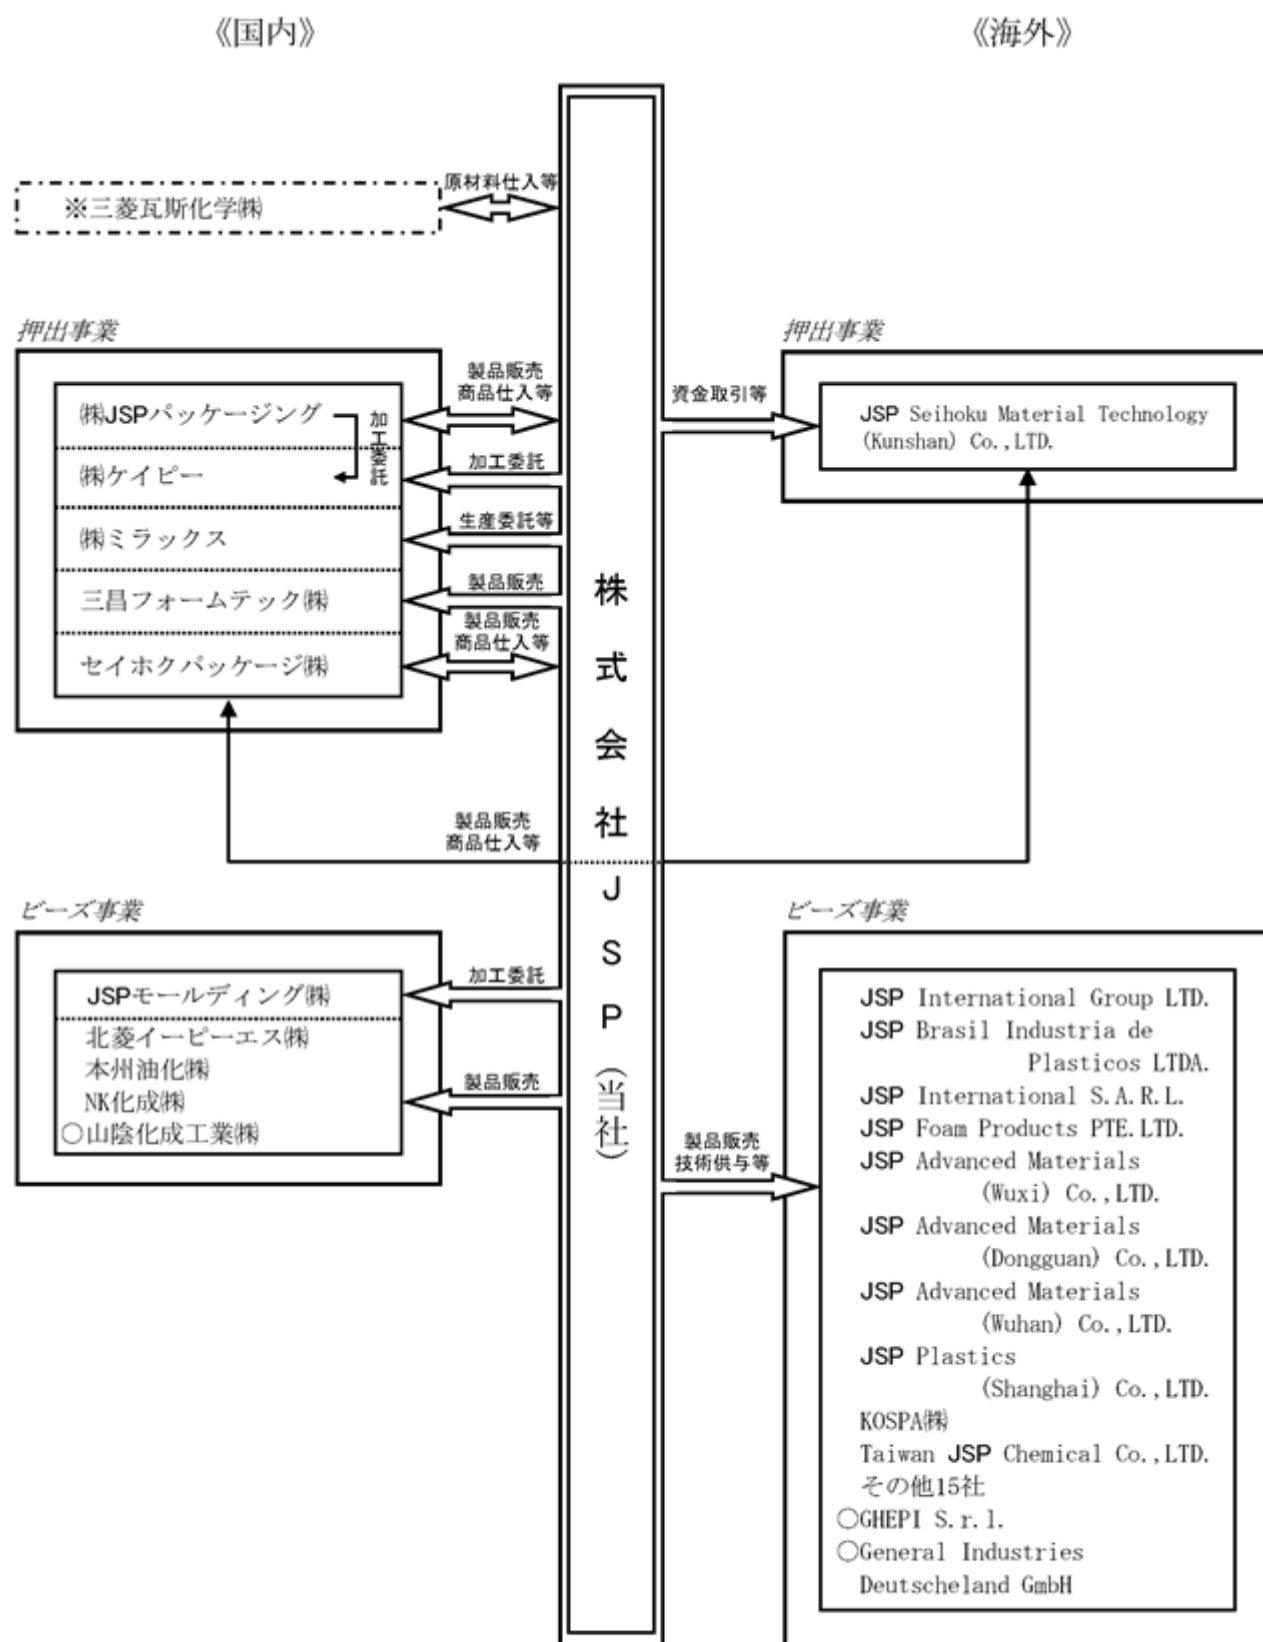 《国内》
《海外》
原材料仕入等
※三菱瓦斯化学㈱
押出事業
㈱JSPパッケージング
㈱ケイピー
加工委託
㈱ミラックス
三昌フォームテック㈱
セイホクパッケージ㈱
製品販売
商品仕入等
加工委託
生産委託等
製品販売
製品販売
商品仕入等
製品販売
商品仕入等
ビーズ事業
JSPモールディング㈱
北菱イーピーエス㈱
本州油化㈱
NK化成㈱
○山陰化成工業㈱
加工委託
製品販売
株式会社JSP(当社)
押出事業
資金取引等
JSP Seihoku Material Technology
(Kunshan) Co.,LTD.
ビーズ事業
製品販売
技術供与等
JSP International Group LTD.
JSP Brasil Industria de
Plasticos LTDA.
JSP International S.A.R.L.
JSP Foam Products PTE.LTD.
JSP Advanced Materials
(Wuxi) Co.,LTD.
JSP Advanced Materials
(Dongguan) Co.,LTD.
JSP Advanced Materials
(Wuhan) Co.,LTD.
JSP Plastics
(Shanghai) Co.,LTD.
KOSPA㈱
Taiwan JSP Chemical Co.,LTD.
その他15社
○GHEPI S.r.l.
○General Industries
Deutscheland GmbH